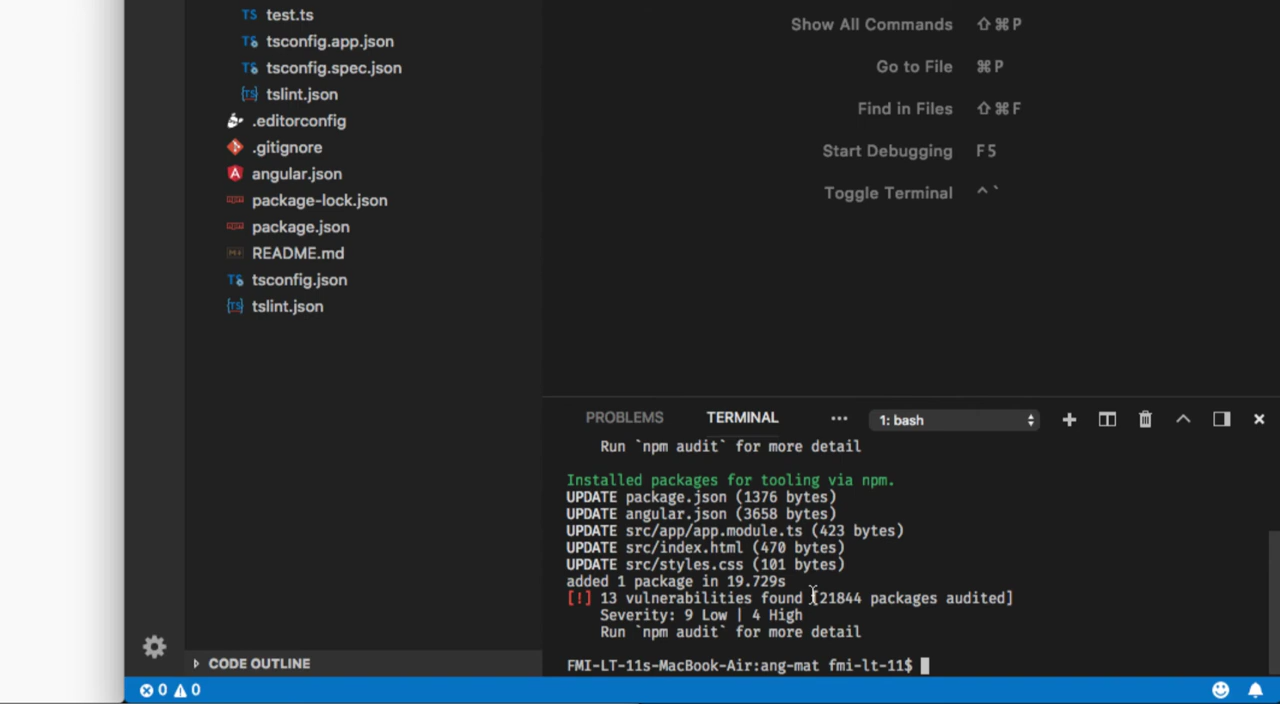 test.ts
tsconfig.app.json
tsconfig.spec.json
tslint.json
.editorconfig
.gitignore
angular.json
package-lock.json
package.json
README.md
tsconfig.json
tslint.json
CODE OUTLINE
Show All Commands ⇧⌘P
Go to File ⌘P
Find in Files ⇧⌘F
Start Debugging F5
Toggle Terminal ^`
PROBLEMS TERMINAL ••• 1: bash
Run `npm audit` for more detail
Installed packages for tooling via npm.
UPDATE package.json (1376 bytes)
UPDATE angular.json (3658 bytes)
UPDATE src/app/app.module.ts (423 bytes)
UPDATE src/index.html (470 bytes)
UPDATE src/styles.css (101 bytes)
added 1 package in 19.729s
[!] 13 vulnerabilities found [21844 packages audited]
Severity: 9 Low | 4 High
Run `npm audit` for more detail
FMI-LT-11s-MacBook-Air:ang-mat fmi-lt-11$
0 0